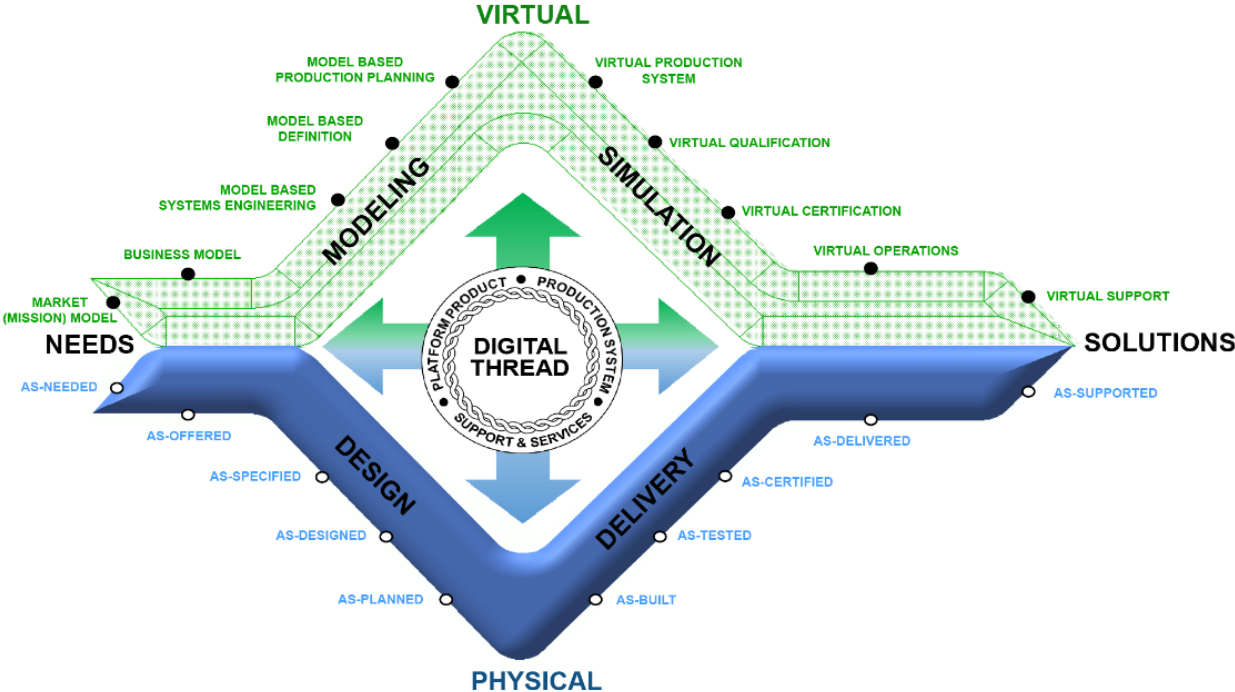 VIRTUAL
MODEL BASED
PRODUCTION PLANNING
VIRTUAL PRODUCTION
SYSTEM
MODEL BASED
DEFINITION
VIRTUAL QUALIFICATION
MODELING
SIMULATION
MODEL BASED
SYSTEMS ENGINEERING
VIRTUAL CERTIFICATION
BUSINESS MODEL
VIRTUAL OPERATIONS
MARKET
(MISSION) MODEL
VIRTUAL SUPPORT
NEEDS
SOLUTIONS
PLATFORM PRODUCT • PRODUCTION SYSTEM • SUPPORT & SERVICES •
DIGITAL
THREAD
AS-NEEDED
AS-SUPPORTED
AS-OFFERED
AS-DELIVERED
AS-SPECIFIED
AS-CERTIFIED
DESIGN
DELIVERY
AS-DESIGNED
AS-TESTED
AS-PLANNED
AS-BUILT
PHYSICAL